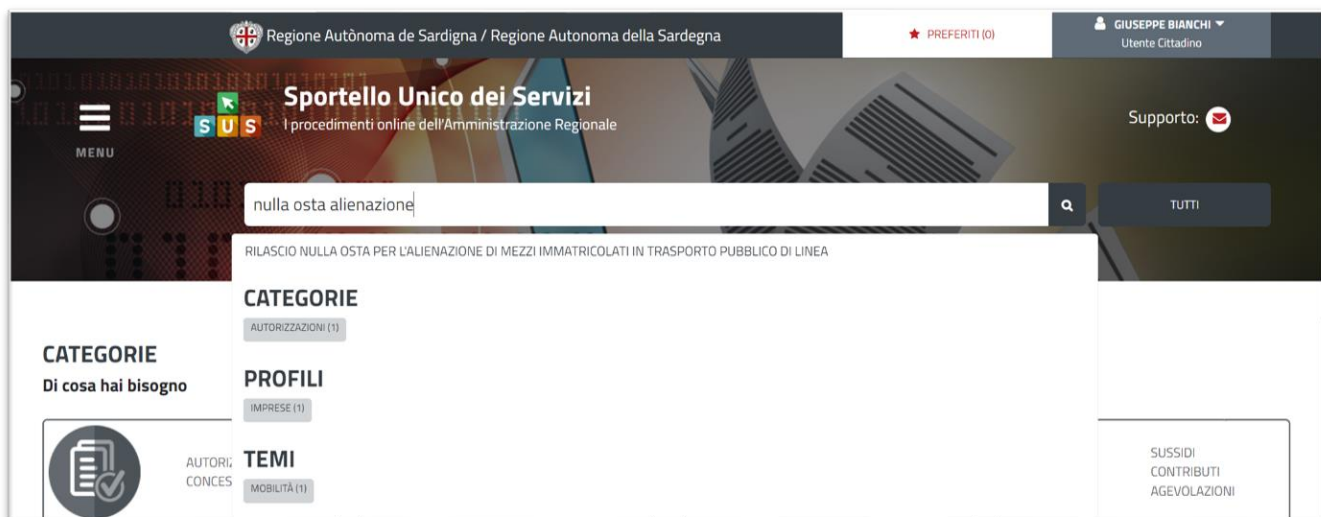 Regione Autònoma de Sardigna / Regione Autonoma della Sardegna
PREFERITI (0)
GIUSEPPE BIANCHI
Utente Cittadino
MENU
SUS
Sportello Unico dei Servizi
I procedimenti online dell'Amministrazione Regionale
Supporto:
nulla osta alienazione
TUTTI
RILASCIO NULLA OSTA PER L'ALIENAZIONE DI MEZZI IMMATRICOLATI IN TRASPORTO PUBBLICO DI LINEA
CATEGORIE
AUTORIZZAZIONI (1)
PROFILI
IMPRESE (1)
TEMI
MOBILITÀ (1)
CATEGORIE
Di cosa hai bisogno
AUTORIZ
CONCES
SUSSIDI
CONTRIBUTI
AGEVOLAZIONI